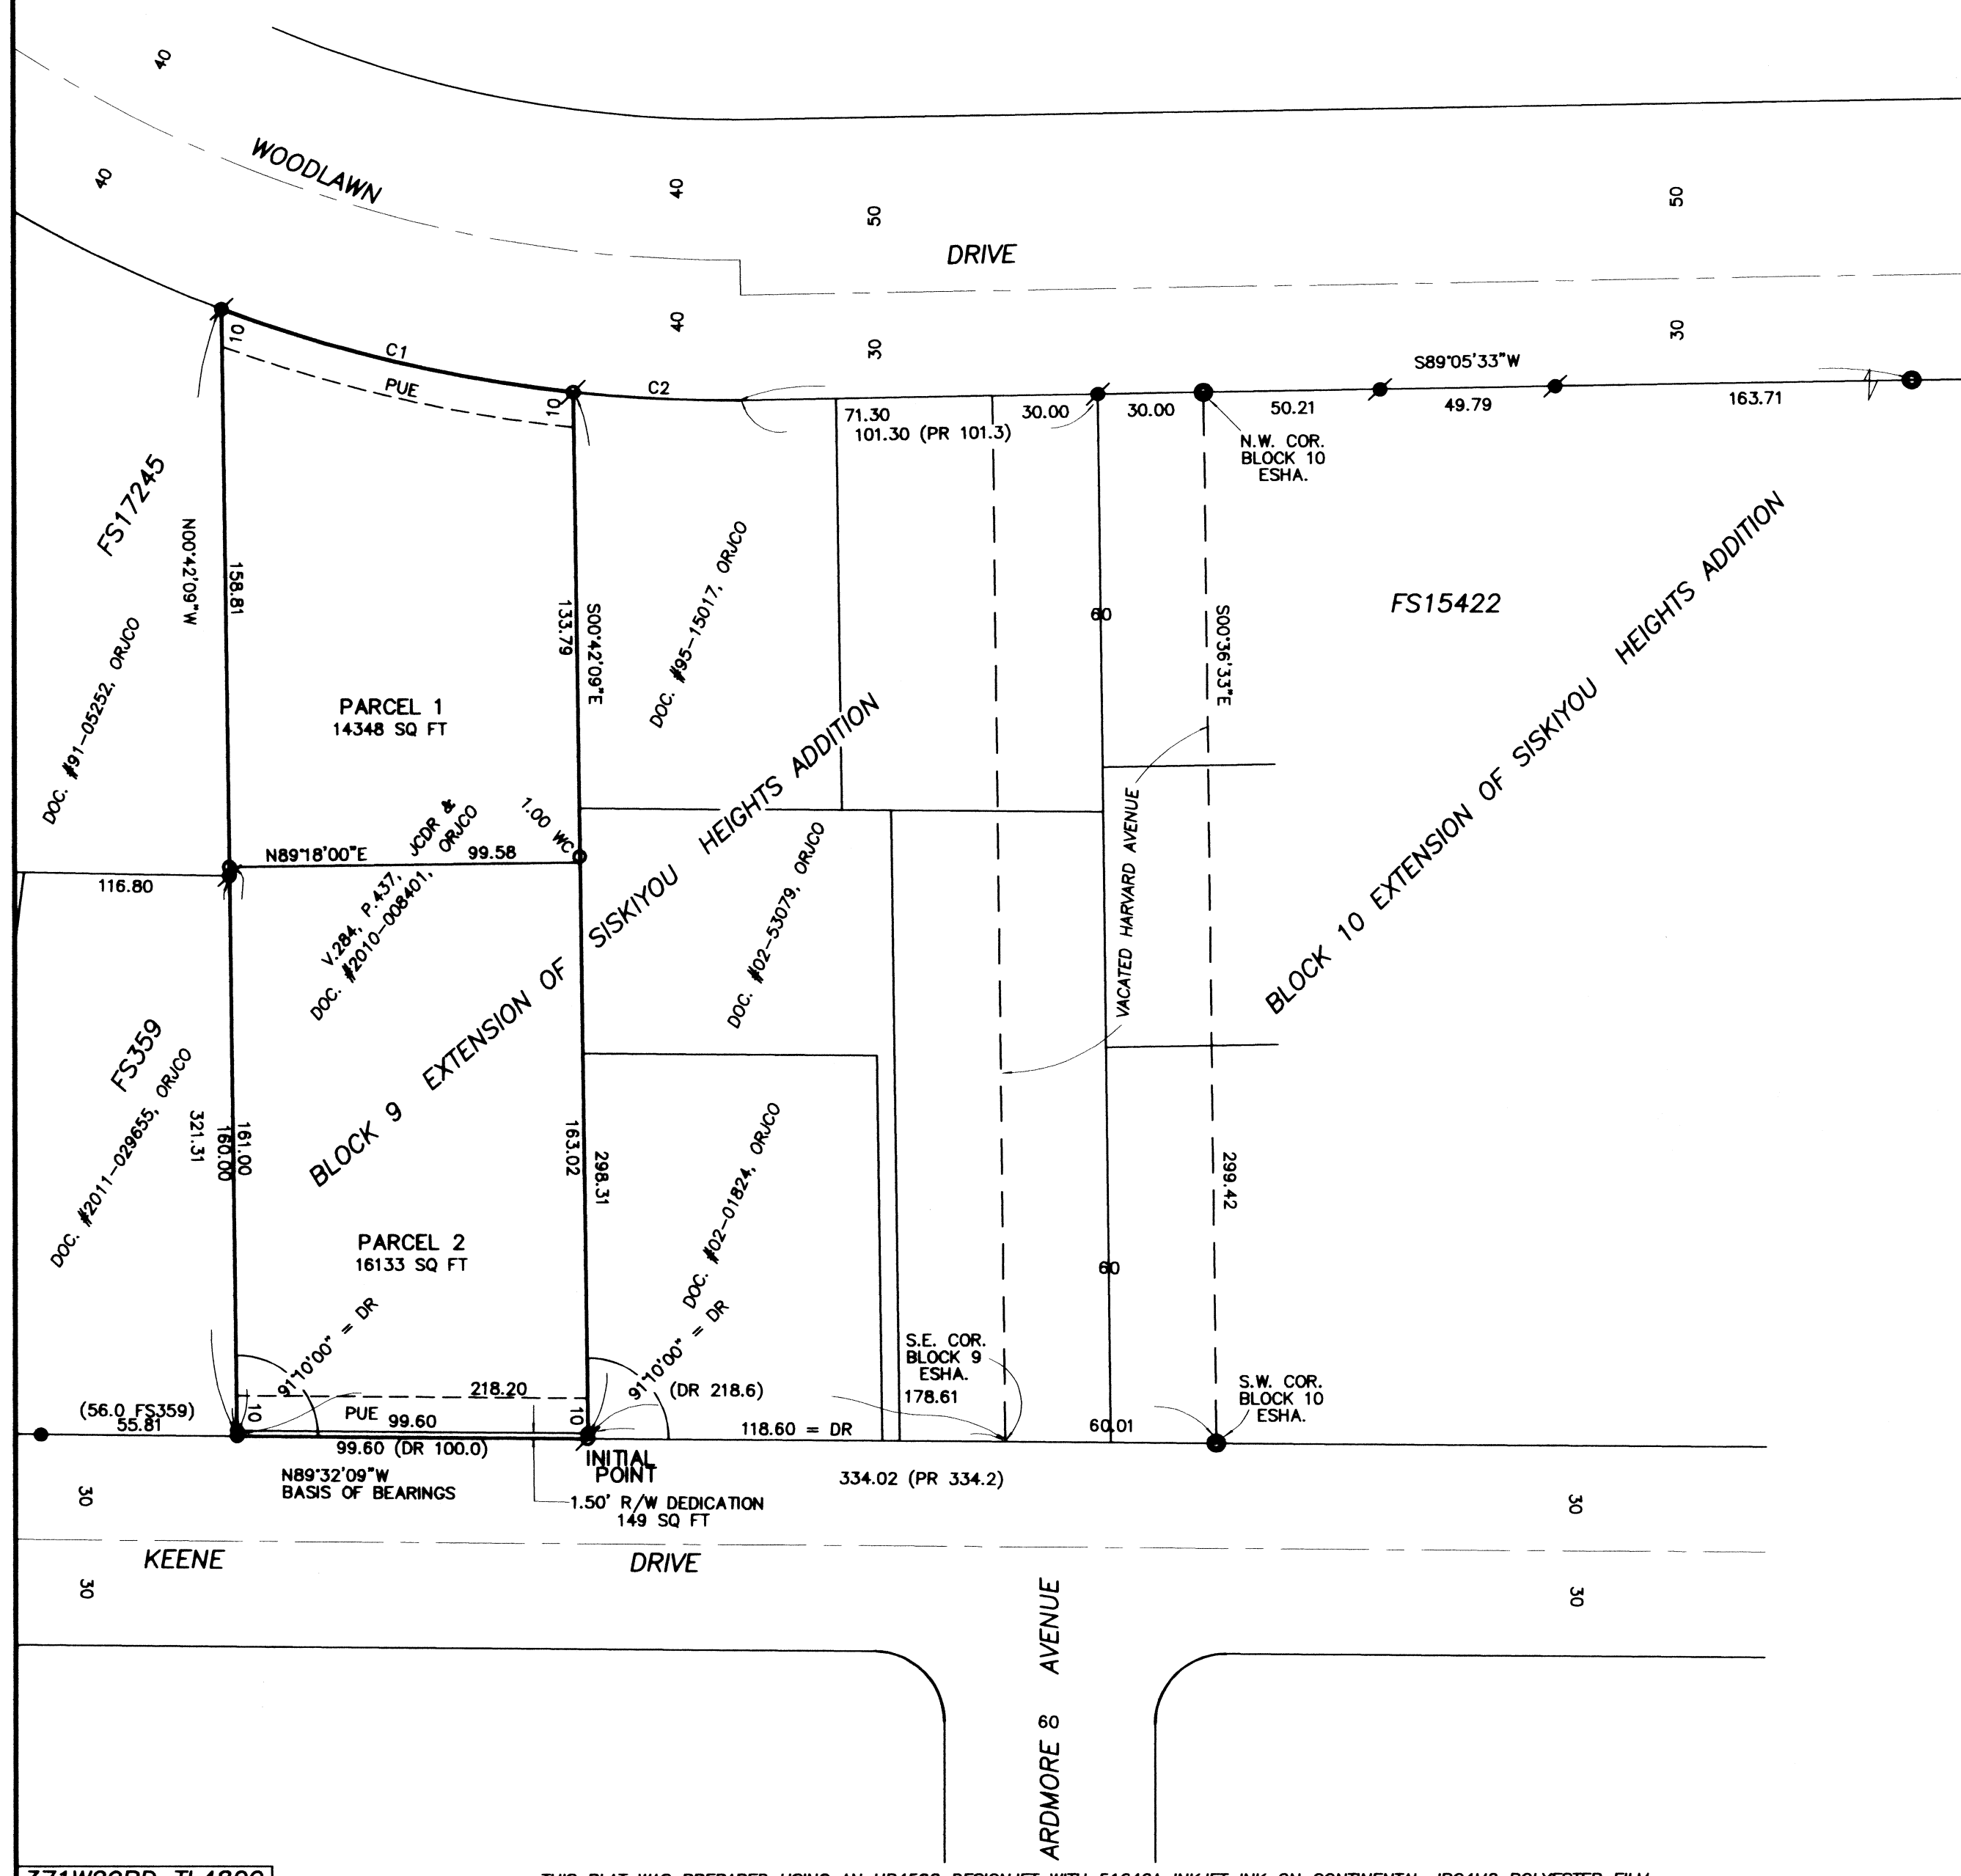 40
WOODLAWN
40
40
50
50
DRIVE
40
30
30
10
C1
PUE
10
C2
S89°05'33"W
71.30
101.30 (PR 101.3)
30.00
30.00
50.21
49.79
163.71
N.W. COR.
BLOCK 10
ESHA.
FS17245
N00°42'09"W
158.81
133.79
S00°42'09"E
DOC. #95-15017, ORJCO
60
S00°36'33"E
FS15422
DOC. #91-05252, ORJCO
PARCEL 1
14348 SQ FT
1.00 WC
N89°18'00"E
99.58
116.80
V.284, P.437, JCDR &
DOC. #2010-008401, ORJCO
BLOCK 9 EXTENSION OF SISKIYOU HEIGHTS ADDITION
DOC. #02-53079, ORJCO
VACATED HARVARD AVENUE
BLOCK 10 EXTENSION OF SISKIYOU HEIGHTS ADDITION
FS359
DOC. #2011-029655, ORJCO
321.31
160.00
161.00
163.02
298.31
299.42
DOC. #02-01824, ORJCO
PARCEL 2
16133 SQ FT
60
91°10'00" = DR
91°10'00" = DR
S.E. COR.
BLOCK 9
ESHA.
S.W. COR.
BLOCK 10
ESHA.
218.20
(DR 218.6)
178.61
(56.0 FS359)
55.81
10
PUE
99.60
10
118.60 = DR
60.01
99.60 (DR 100.0)
INITIAL
POINT
N89°32'09"W
BASIS OF BEARINGS
334.02 (PR 334.2)
1.50' R/W DEDICATION
149 SQ FT
30
30
KEENE
DRIVE
30
30
ARDMORE 60 AVENUE